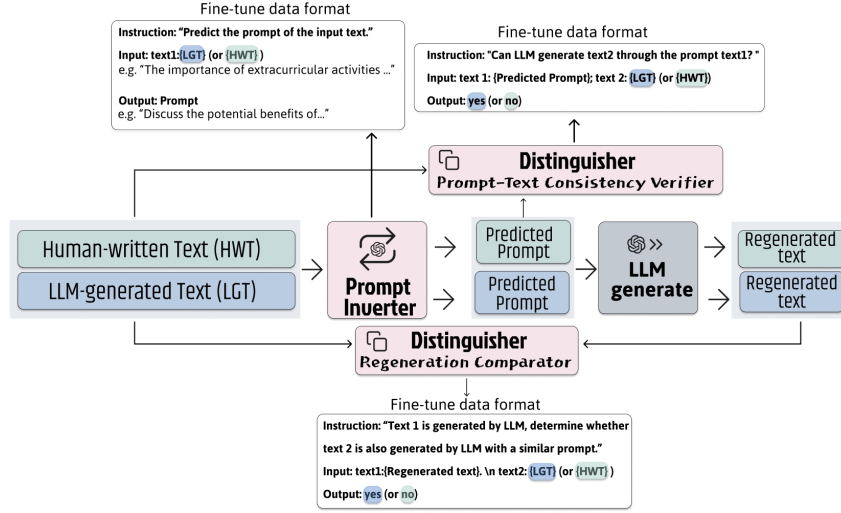 Fine-tune data format
Instruction: “Predict the prompt of the input text.”
Input: text1:{LGT} (or {HWT} )
e.g. “The importance of extracurricular activities ...”
Output: Prompt
e.g. “Discuss the potential benefits of...”
Fine-tune data format
Instruction: "Can LLM generate text2 through the prompt text1? "
Input: text 1: {Predicted Prompt}; text 2: {LGT} (or {HWT})
Output: yes (or no)
Distinguisher
Prompt-Text Consistency Verifier
Human-written Text (HWT)
LLM-generated Text (LGT)
Prompt
Inverter
Predicted
Prompt
Predicted
Prompt
LLM
generate
Regenerated
text
Regenerated
text
Distinguisher
Regeneration Comparator
Fine-tune data format
Instruction: “Text 1 is generated by LLM, determine whether
text 2 is also generated by LLM with a similar prompt.”
Input: text1:{Regenerated text}. \n text2: {LGT} (or {HWT} )
Output: yes (or no)